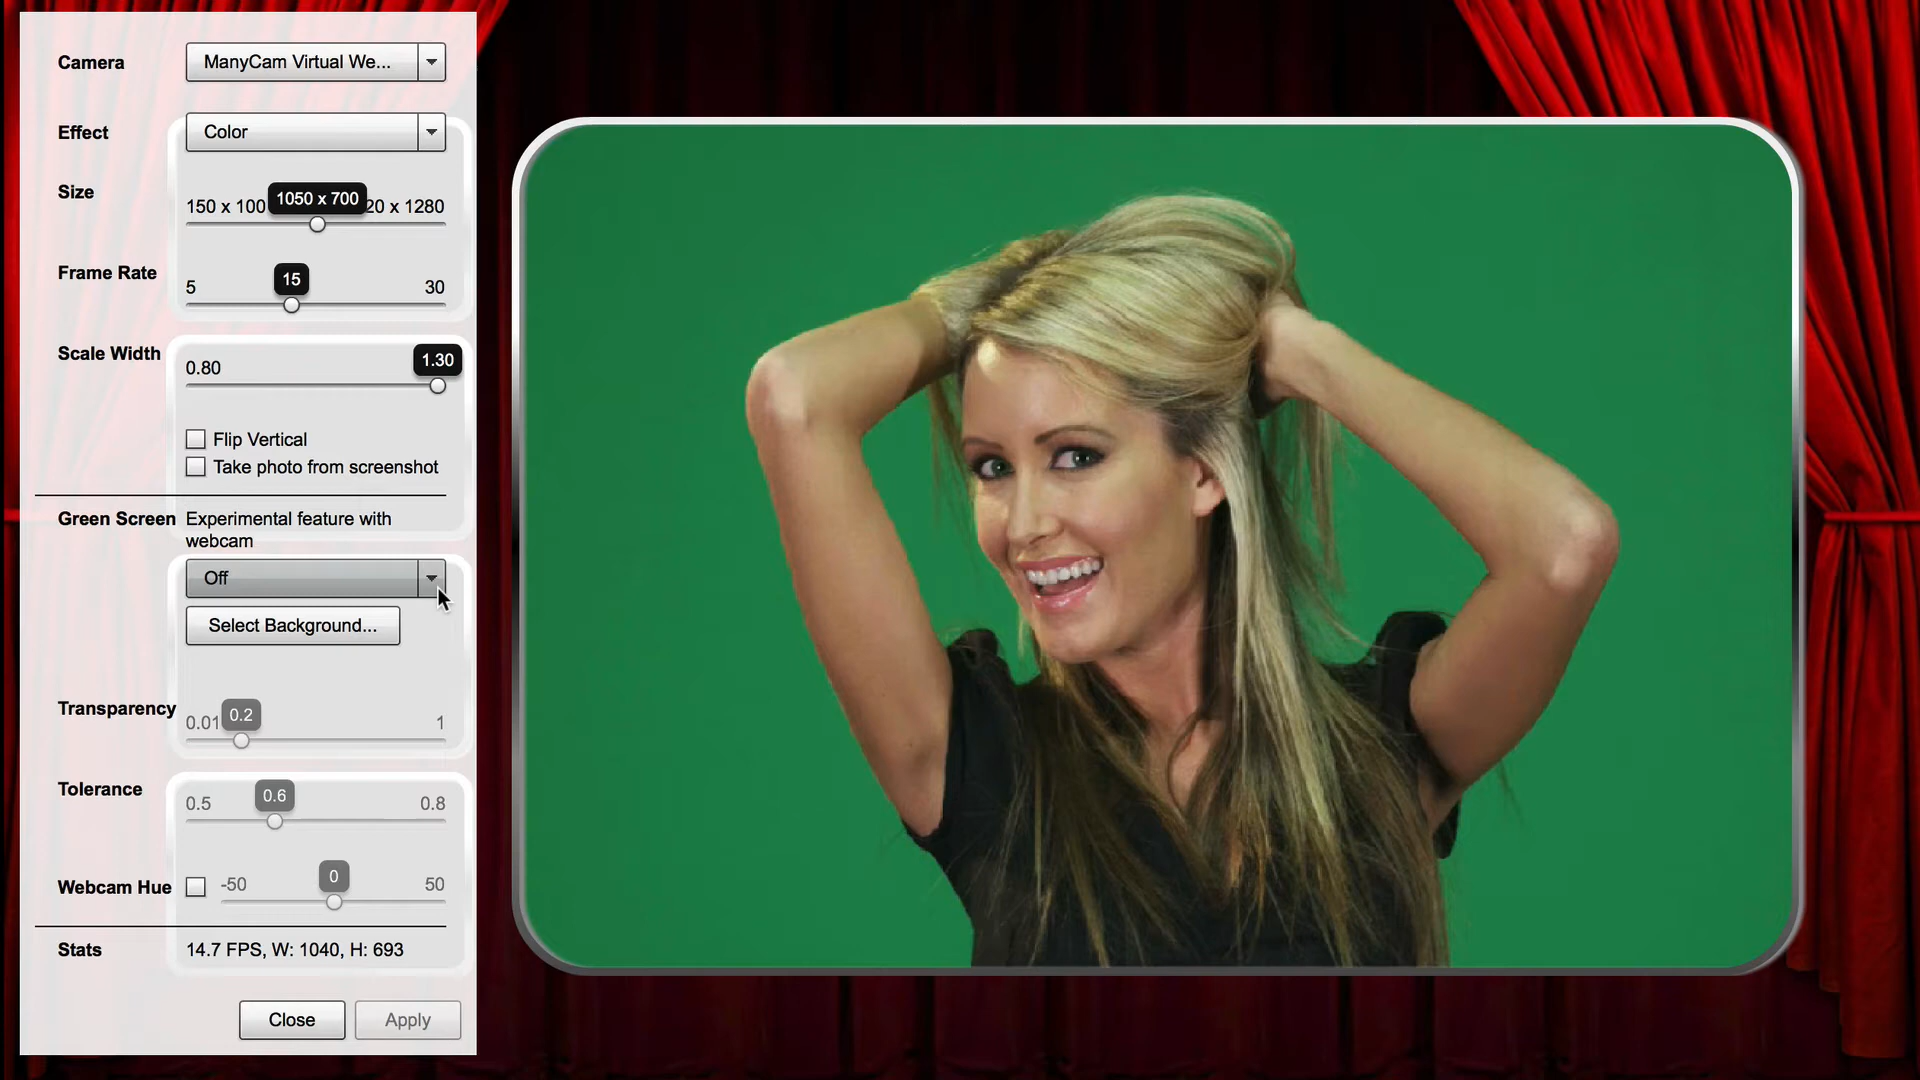 Camera
ManyCam Virtual We...
Effect
Color
Size
150 x 100
1050 x 700
20 x 1280
Frame Rate
5
15
30
Scale Width
0.80
1.30
Flip Vertical
Take photo from screenshot
Green Screen
Experimental feature with
webcam
Off
Select Background...
Transparency
0.01
0.2
1
Tolerance
0.5
0.6
0.8
Webcam Hue
-50
0
50
Stats
14.7 FPS, W: 1040, H: 693
Close
Apply